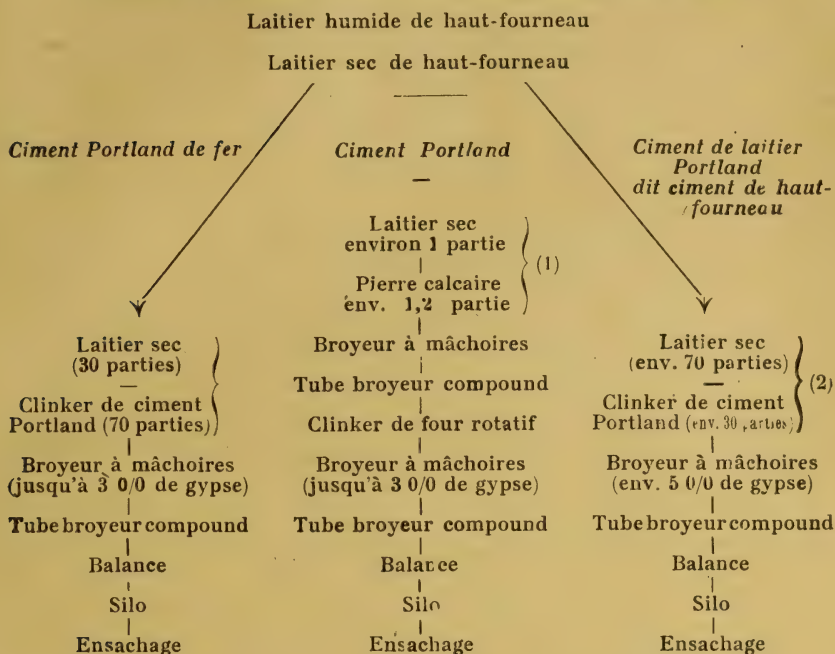 Laitier humide de haut-fourneau
Laitier sec de haut-fourneau
Ciment Portland de fer
Laitier sec
(30 parties)
Clinker de ciment
Portland (70 parties)
Broyeur à mâchoires
(jusqu'à 3 0/0 de gypse)
Tube broyeur compound
Balance
Silo
Ensachage
Ciment Portland
Laitier sec
environ 1 partie
Pierre calcaire
env. 1,2 partie
(1)
Broyeur à mâchoires
Tube broyeur compound
Clinker de four rotatif
Broyeur à mâchoires
(jusqu'à 3 0/0 de gypse)
Tube broyeur compound
Balance
Silo
Ensachage
Ciment de laitier
Portland
dit ciment de haut-
fourneau
Laitier sec
(env. 70 parties)
Clinker de ciment
Portland (env. 30 parties)
(2)
Broyeur à mâchoires
(env. 5 0/0 de gypse)
Tube broyeur compound
Balance
Silo
Ensachage